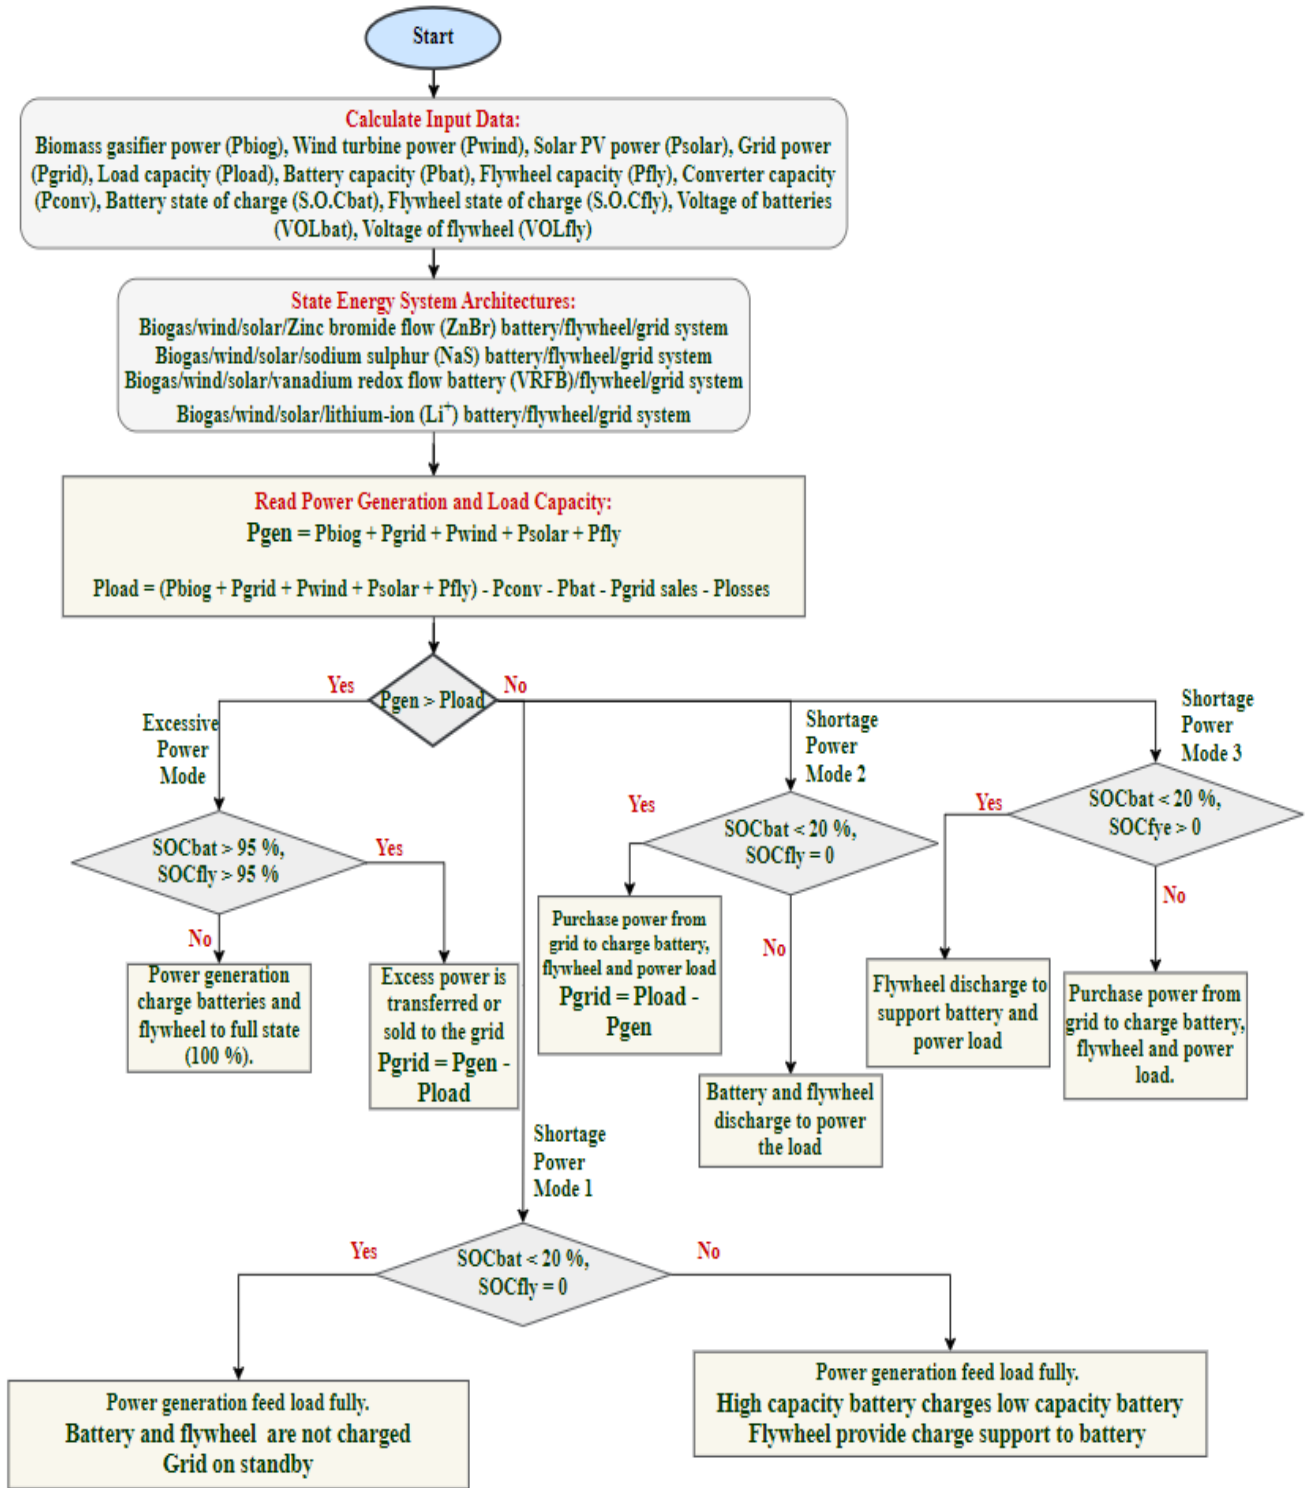 Start
Calculate Input Data:
Biomass gasifier power (Pbiog), Wind turbine power (Pwind), Solar PV power (Psolar), Grid power
(Pgrid), Load capacity (Pload), Battery capacity (Pbat), Flywheel capacity (Pfly), Converter capacity
(Pconv), Battery state of charge (S.O.Cbat), Flywheel state of charge (S.O.Cfly), Voltage of batteries
(VOLbat), Voltage of flywheel (VOLfly)
State Energy System Architectures:
Biogas/wind/solar/Zinc bromide flow (ZnBr) battery/flywheel/grid system
Biogas/wind/solar/sodium sulphur (NaS) battery/flywheel/grid system
Biogas/wind/solar/vanadium redox flow battery (VRFB)/flywheel/grid system
Biogas/wind/solar/lithium-ion (Li⁺) battery/flywheel/grid system
Read Power Generation and Load Capacity:
Pgen = Pbiog + Pgrid + Pwind + Psolar + Pfly
Pload = (Pbiog + Pgrid + Pwind + Psolar + Pfly) - Pconv - Pbat - Pgrid sales - Plosses
Yes
Pgen > Pload
No
Excessive
Power
Mode
SOCbat > 95 %,
SOCfly > 95 %
Yes
No
Power generation
charge batteries and
flywheel to full state
(100 %).
Excess power is
transferred or
sold to the grid
Pgrid = Pgen -
Pload
Shortage
Power
Mode 2
Yes
SOCbat < 20 %,
SOCfly = 0
No
Purchase power from
grid to charge battery,
flywheel and power load
Pgrid = Pload -
Pgen
Battery and flywheel
discharge to power
the load
Shortage
Power
Mode 3
Yes
SOCbat < 20 %,
SOCfye > 0
No
Flywheel discharge to
support battery and
power load
Purchase power from
grid to charge battery,
flywheel and power
load.
Shortage
Power
Mode 1
Yes
SOCbat < 20 %,
SOCfly = 0
No
Power generation feed load fully.
Battery and flywheel are not charged
Grid on standby
Power generation feed load fully.
High capacity battery charges low capacity battery
Flywheel provide charge support to battery